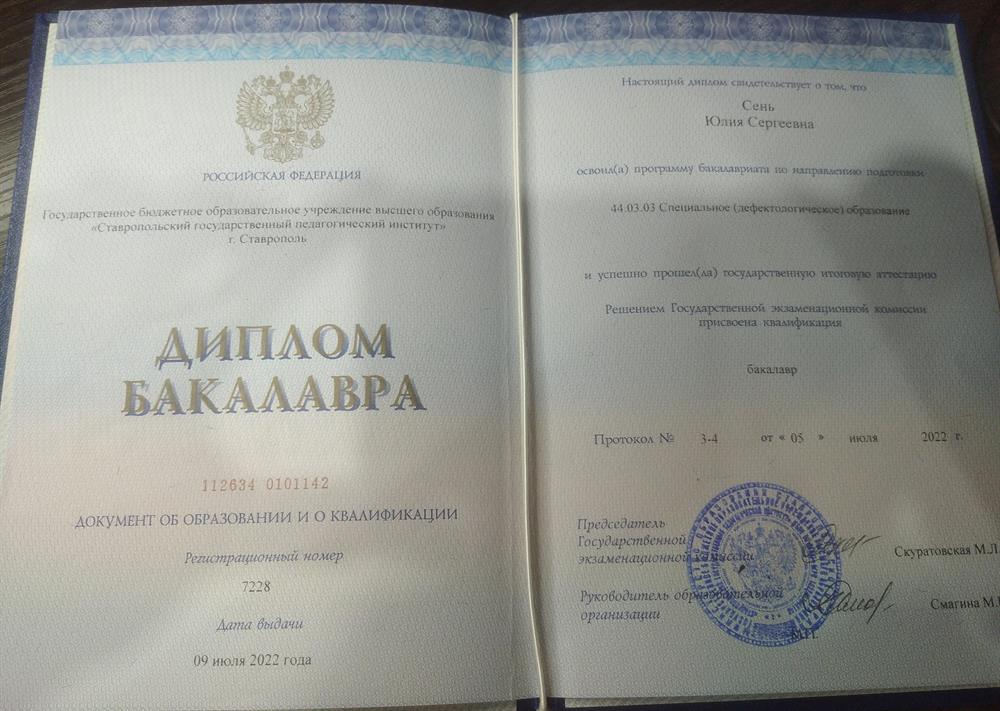 РОССИЙСКАЯ ФЕДЕРАЦИЯ
Государственное бюджетное образовательное учреждение высшего образования
«Ставропольский государственный педагогический институт»
г. Ставрополь
ДИПЛОМ
БАКАЛАВРА
112634 0101142
ДОКУМЕНТ ОБ ОБРАЗОВАНИИ И О КВАЛИФИКАЦИИ
Регистрационный номер
7228
Дата выдачи
09 июля 2022 года
Настоящий диплом свидетельствует о том, что
Сень
Юлия Сергеевна
освоил(а) программу бакалавриата по направлению подготовки
44.03.03 Специальное (дефектологическое) образование
и успешно прошел(ла) государственную итоговую аттестацию
Решением Государственной экзаменационной комиссии
присвоена квалификация
бакалавр
Протокол № 3-4 от « 05 » июля 2022 г.
Председатель
Государственной
экзаменационной комиссии
Скуратовская М.Л.
Руководитель образовательной
организации
Смагина М.
М.П.